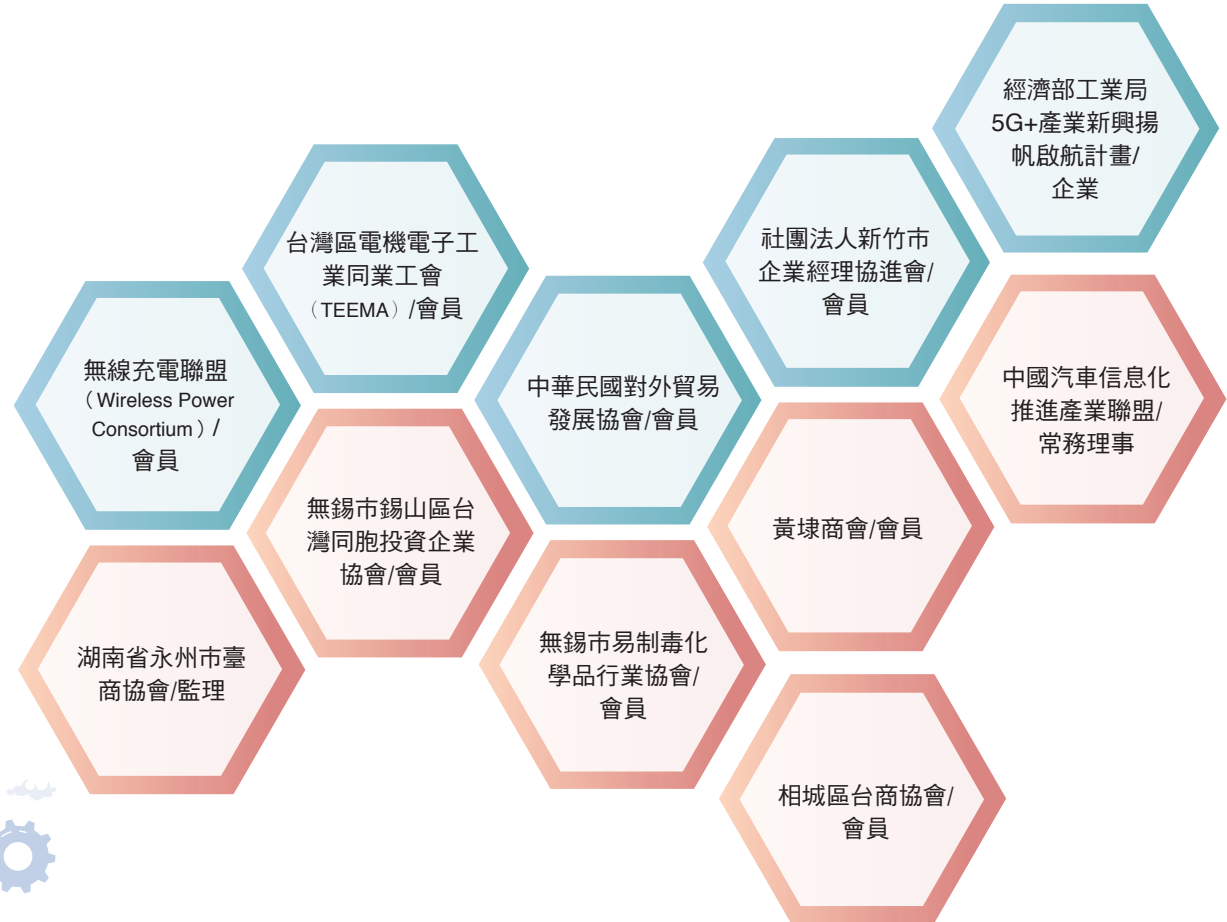 經濟部工業局
5G+產業新興揚
帆啟航計畫/
企業
台灣區電機電子工
業同業工會
（TEEMA）/會員
社團法人新竹市
企業經理協進會/
會員
無線充電聯盟
（Wireless Power
Consortium）/
會員
中華民國對外貿易
發展協會/會員
中國汽車信息化
推進產業聯盟/
常務理事
無錫市錫山區台
灣同胞投資企業
協會/會員
黃埭商會/會員
湖南省永州市臺
商協會/監理
無錫市易制毒化
學品行業協會/
會員
相城區台商協會/
會員